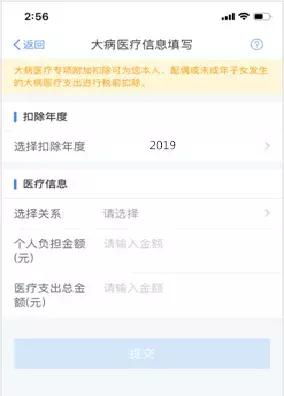 2:56
返回
大病医疗信息填写
大病医疗专项附加扣除可为您本人、配偶或未成年子女发生
的大病医疗支出进行税前扣除。
扣除年度
选择扣除年度 2019
医疗信息
选择关系 请选择
个人负担金额 请输入金额
(元)
医疗支出总金 请输入金额
额(元)
提交